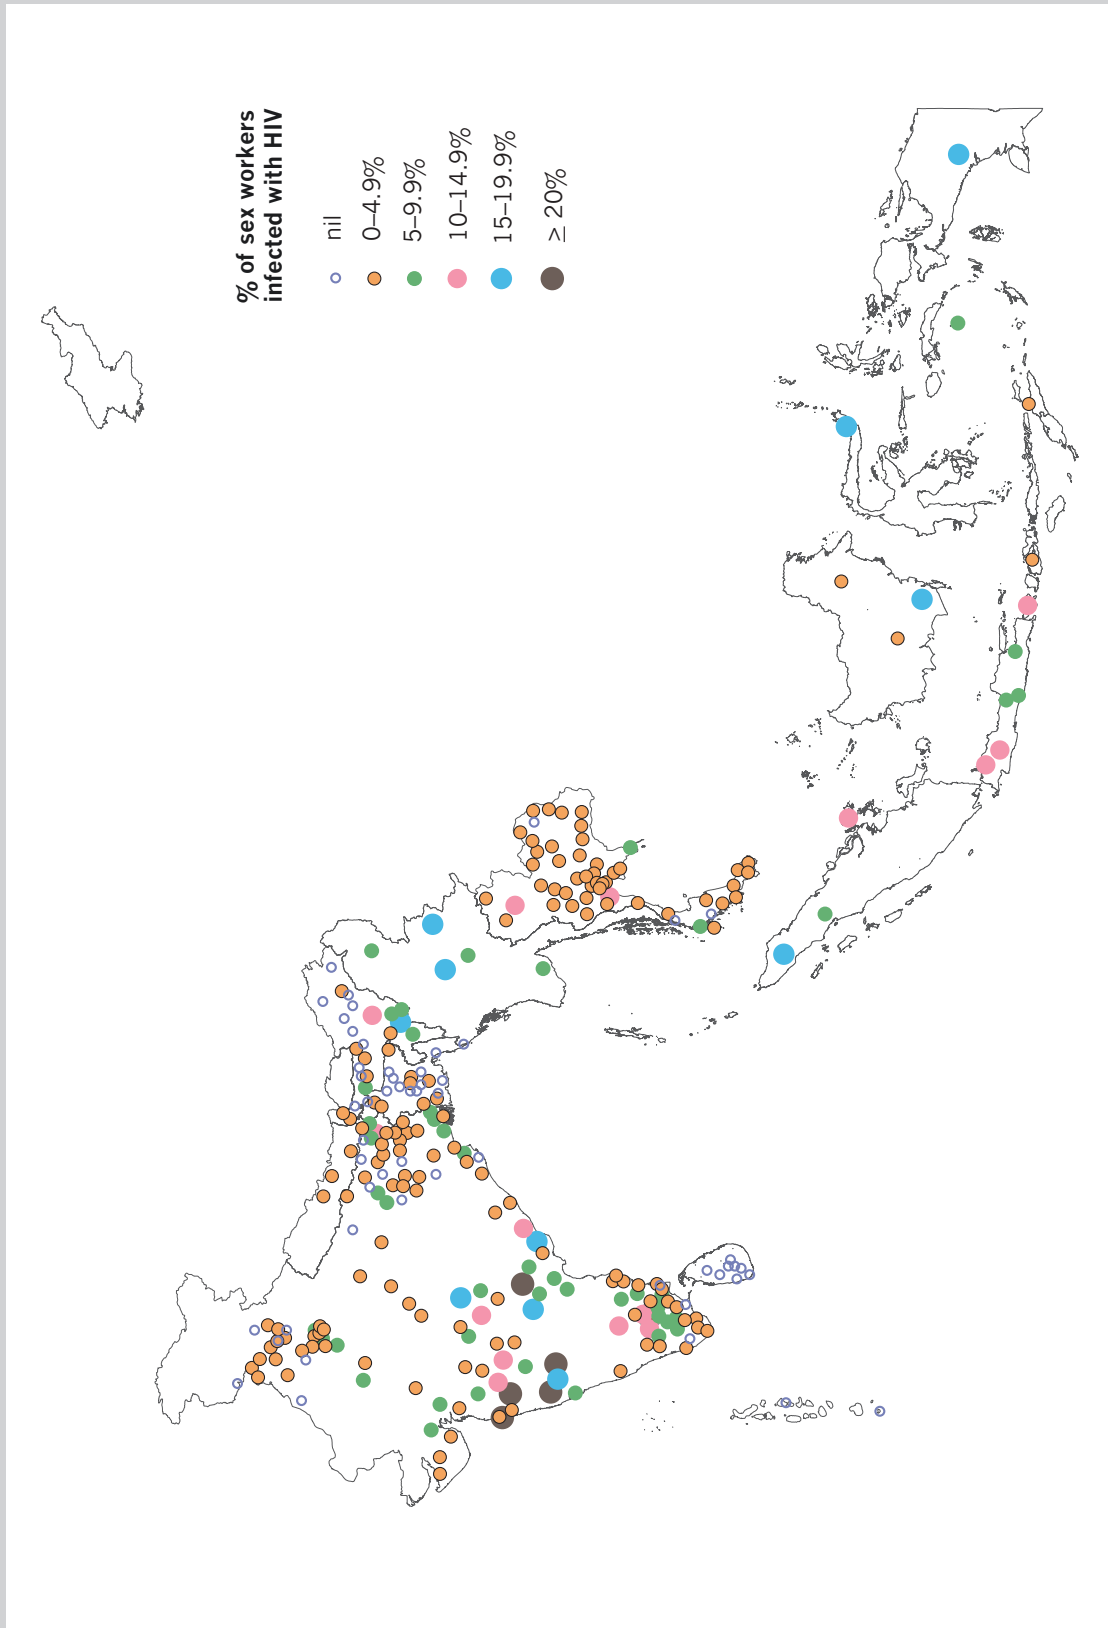 % of sex workers
infected with HIV
nil
0–4.9%
5–9.9%
10–14.9%
15–19.9%
≥ 20%